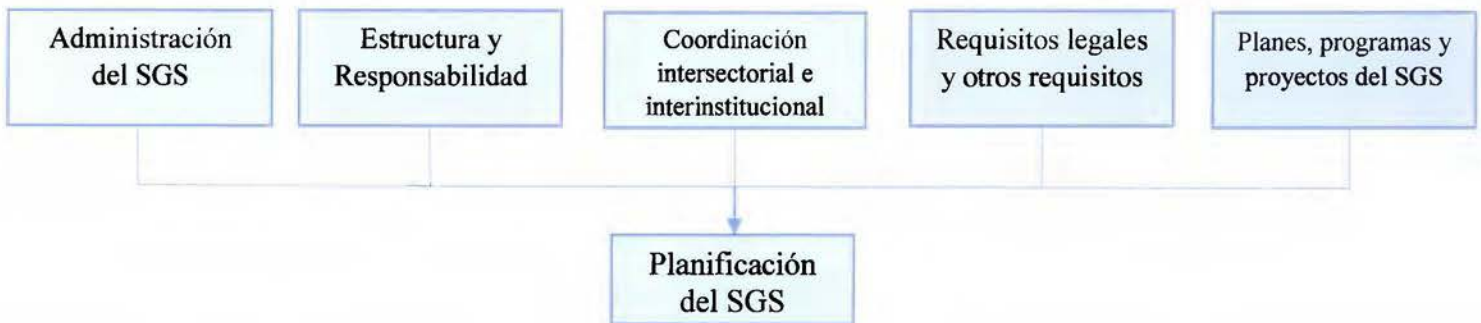 Administración
del SGS
Estructura y
Responsabilidad
Coordinación
intersectorial e
interinstitucional
Requisitos legales
y otros requisitos
Planes, programas y
proyectos del SGS
Planificación
del SGS